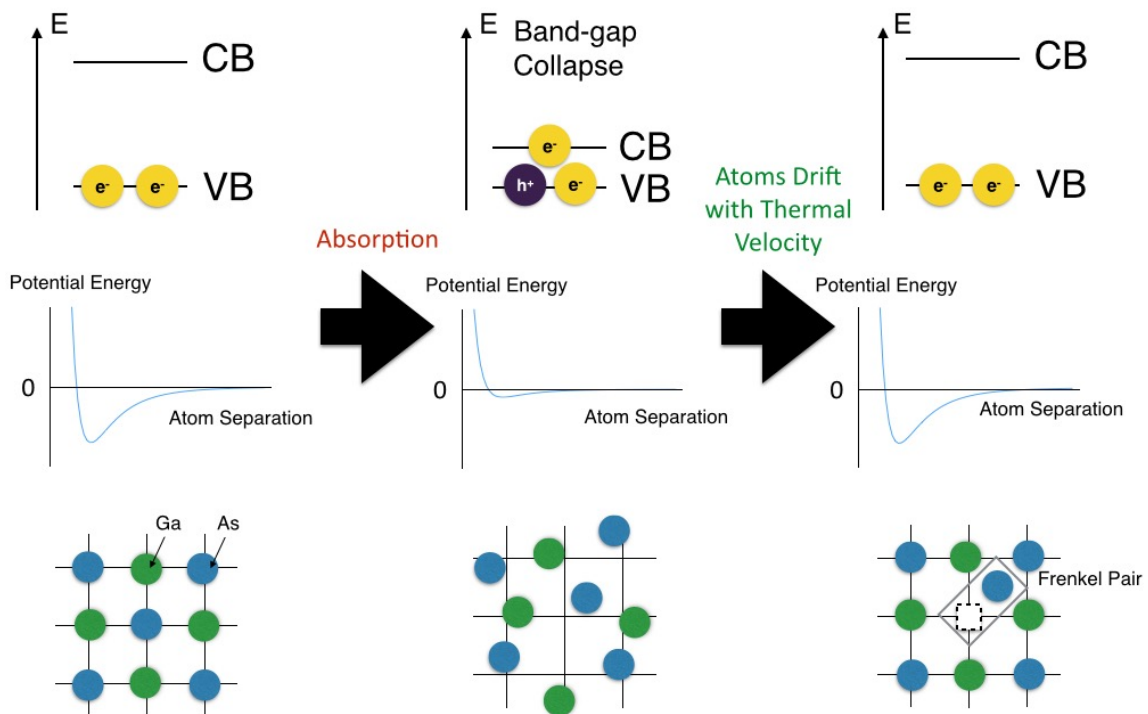 E
CB
e-
e-
VB
E
Band-gap
Collapse
e-
CB
h+
e-
VB
E
CB
e-
e-
VB
Absorption
Atoms Drift
with Thermal
Velocity
Potential Energy
0
Atom Separation
Potential Energy
0
Atom Separation
Potential Energy
0
Atom Separation
Ga
As
Frenkel Pair